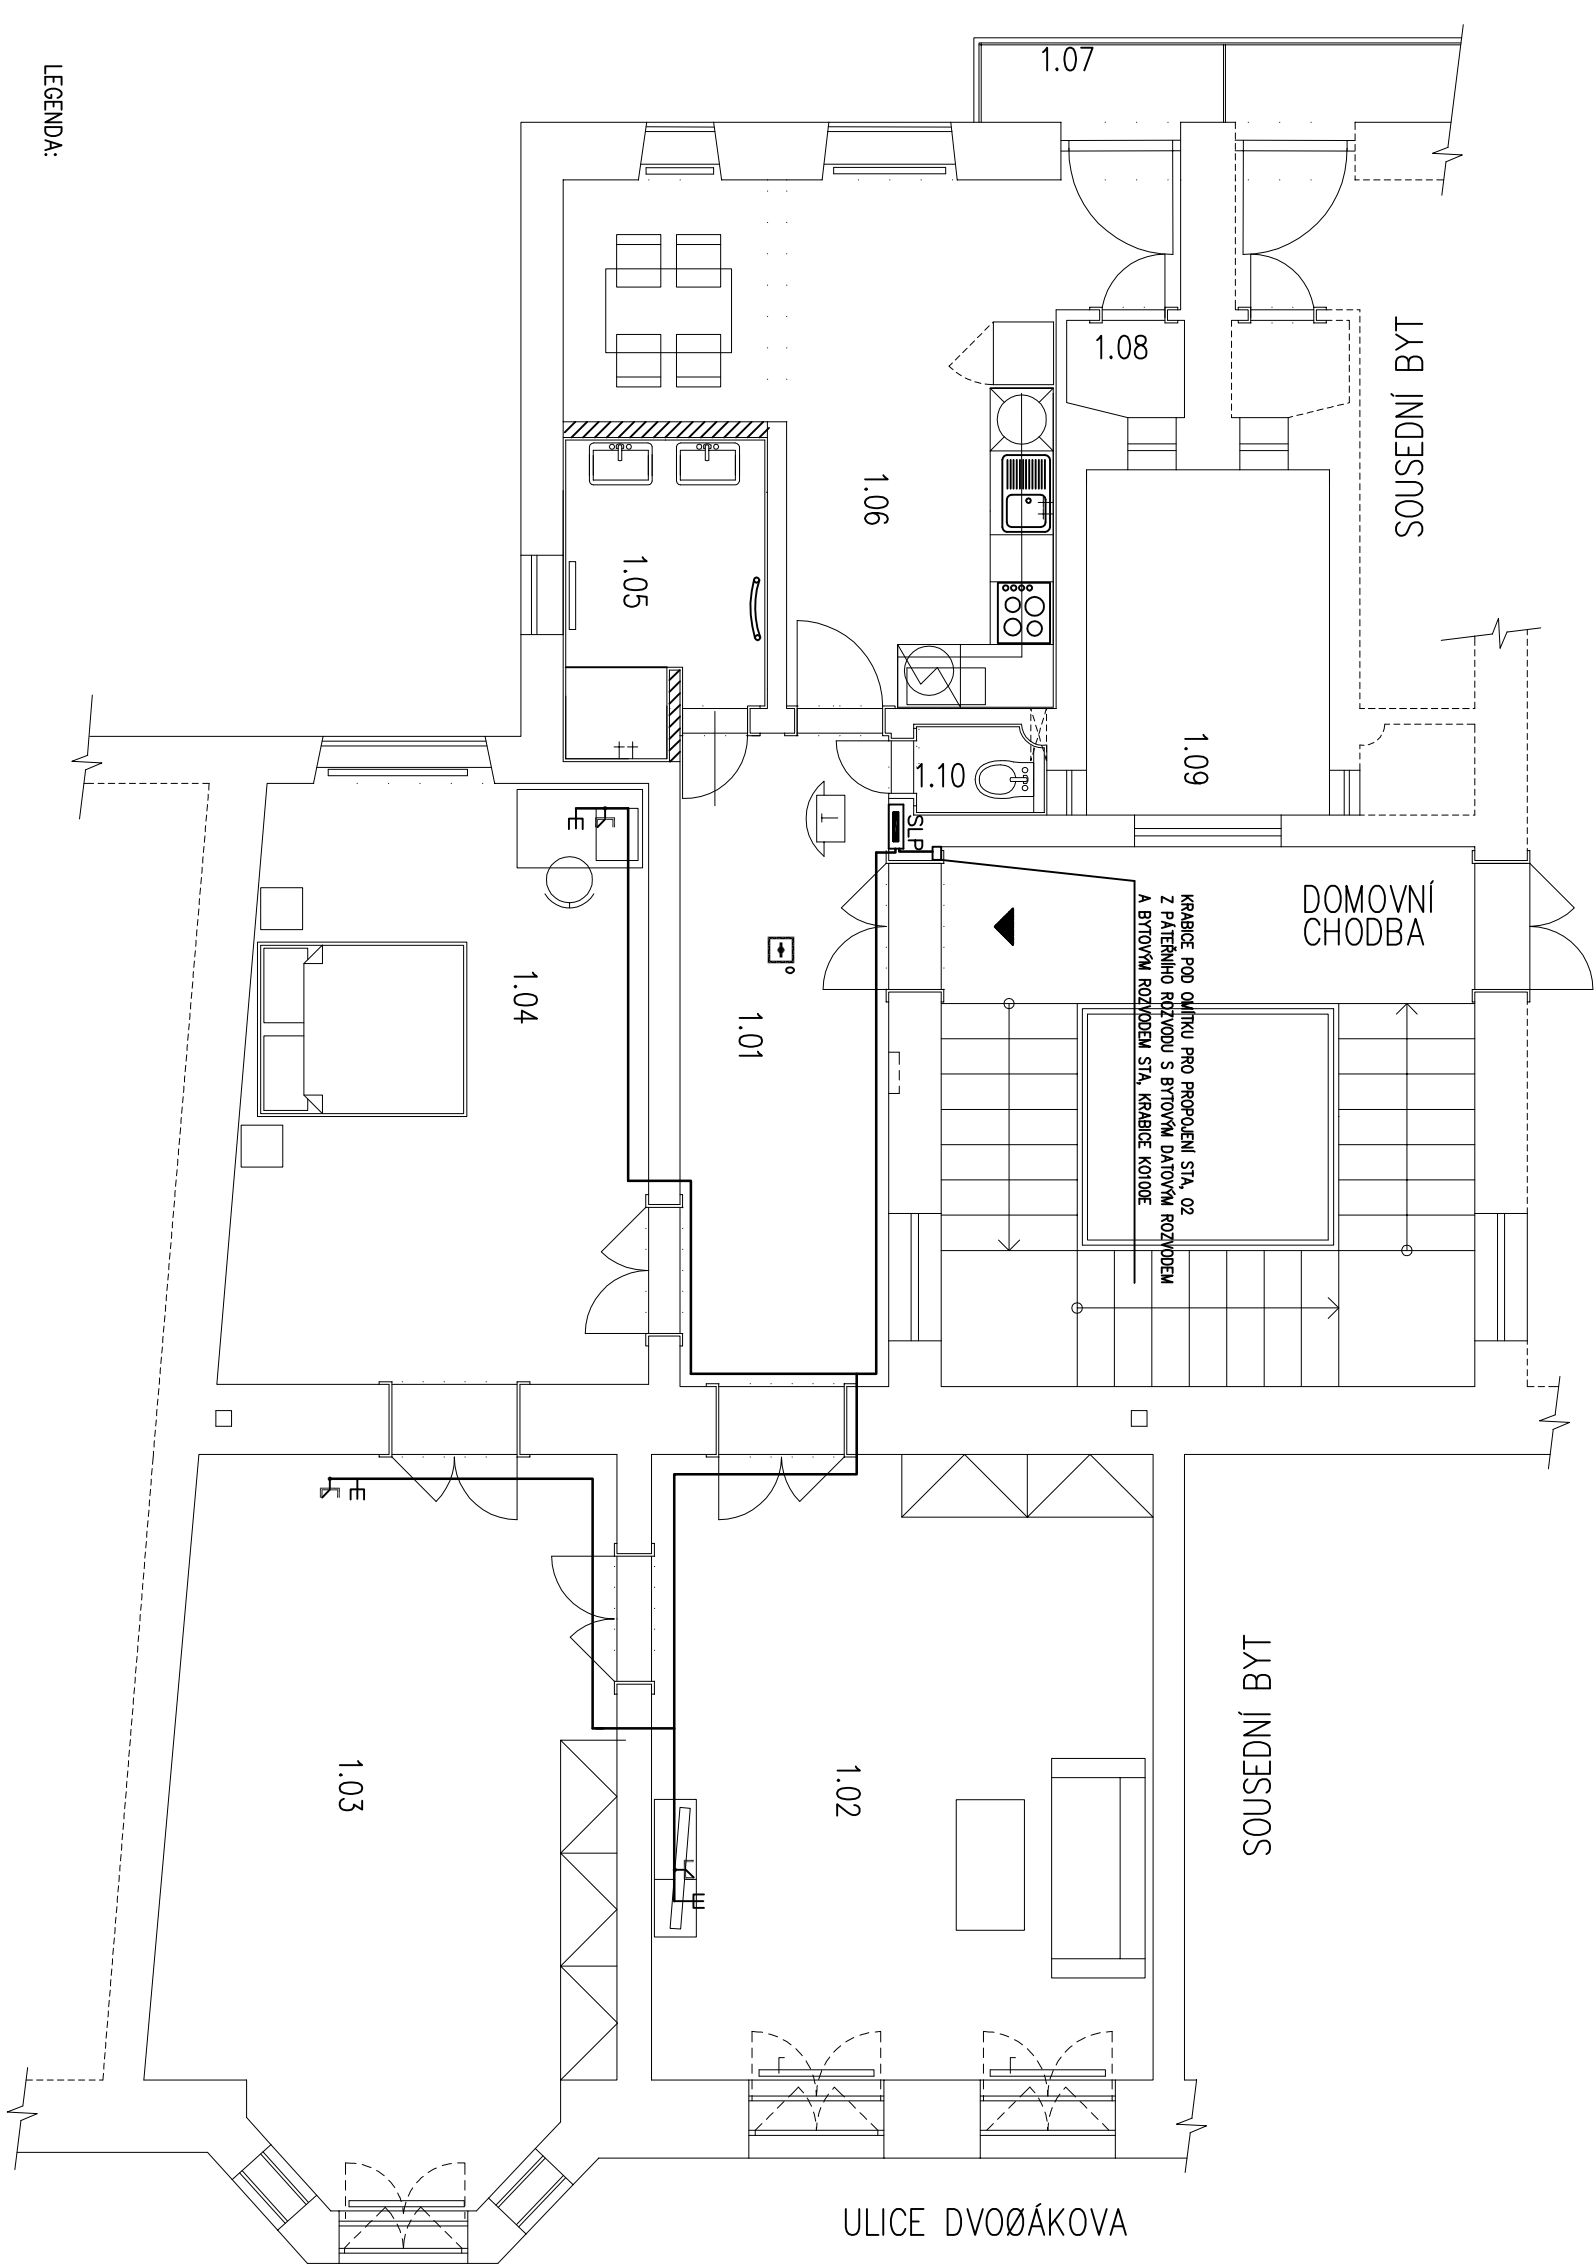 LEGENDA:
1.07
SOUSEDNÍ BYT
1.08
1.06
1.05
1.09
1.10
SLP
DOMOVNÍ
CHODBA
KRABICE POD OMÍTKU PRO PROPOJENÍ STA, O2
Z PÁTEŘNÍHO ROZVODU S BYTOVÝM DATOVÝM ROZVODEM
A BYTOVÝM ROZVODEM STA, KRABICE KO100E
1.04
1.01
SOUSEDNÍ BYT
1.03
1.02
ULICE DVOØÁKOVA